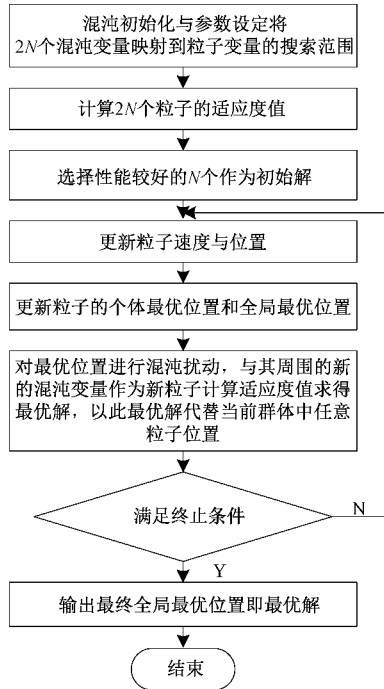 混沌初始化与参数设定将
2N个混沌变量映射到粒子变量的搜索范围
计算2N个粒子的适应度值
选择性能较好的N个作为初始解
更新粒子速度与位置
更新粒子的个体最优位置和全局最优位置
对最优位置进行混沌扰动，与其周围的新
的混沌变量作为新粒子计算适应度值求得
最优解，以此最优解代替当前群体中任意
粒子位置
满足终止条件
N
Y
输出最终全局最优位置即最优解
结束